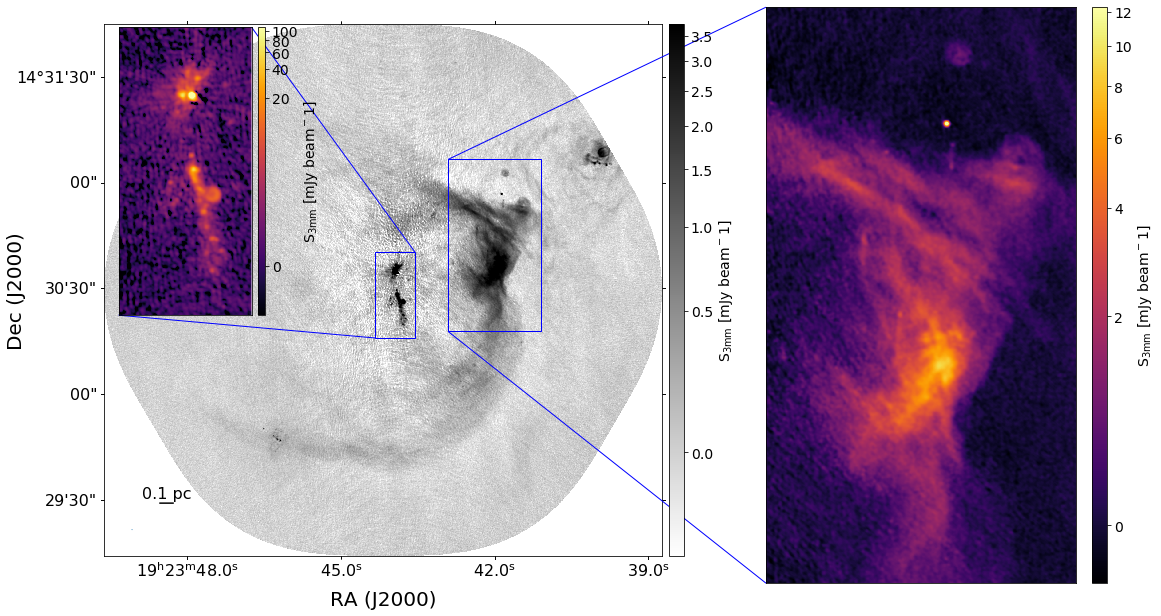 100
80
60
40
20
0
S3mm [mJy beam − 1]
14°31'30"
00"
30'30"
00"
29'30"
Dec (J2000)
0.1 pc
19h23m48.0s
45.0s
42.0s
39.0s
RA (J2000)
3.5
3.0
2.5
2.0
1.5
1.0
0.5
0.0
S3mm [mJy beam − 1]
12
10
8
6
4
2
0
S3mm [mJy beam − 1]